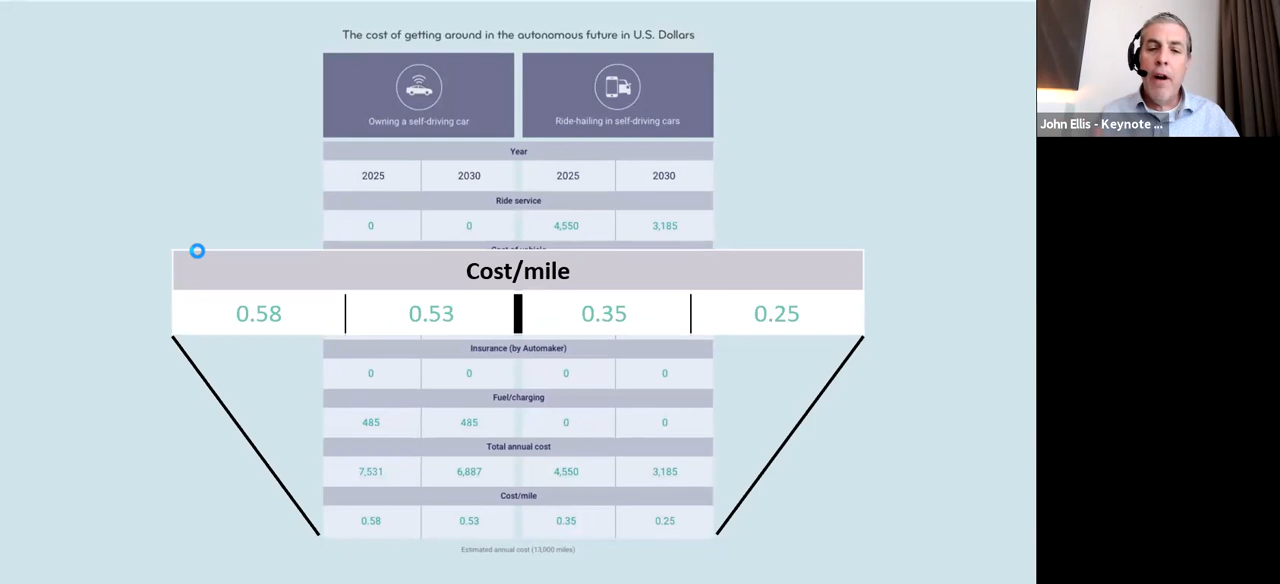 The cost of getting around in the autonomous future in U.S. Dollars
Owning a self-driving car
Ride-hailing in self-driving cars
Year
2025 2030 2025 2030
Ride service
0 0 4,550 3,185
Cost of vehicle
Cost/mile
0.58 0.53 0.35 0.25
Insurance (by Automaker)
0 0 0 0
Fuel/charging
485 485 0 0
Total annual cost
7,531 6,887 4,550 3,185
Cost/mile
0.58 0.53 0.35 0.25
Estimated annual cost (13,000 miles)
John Ellis - Keynote ...